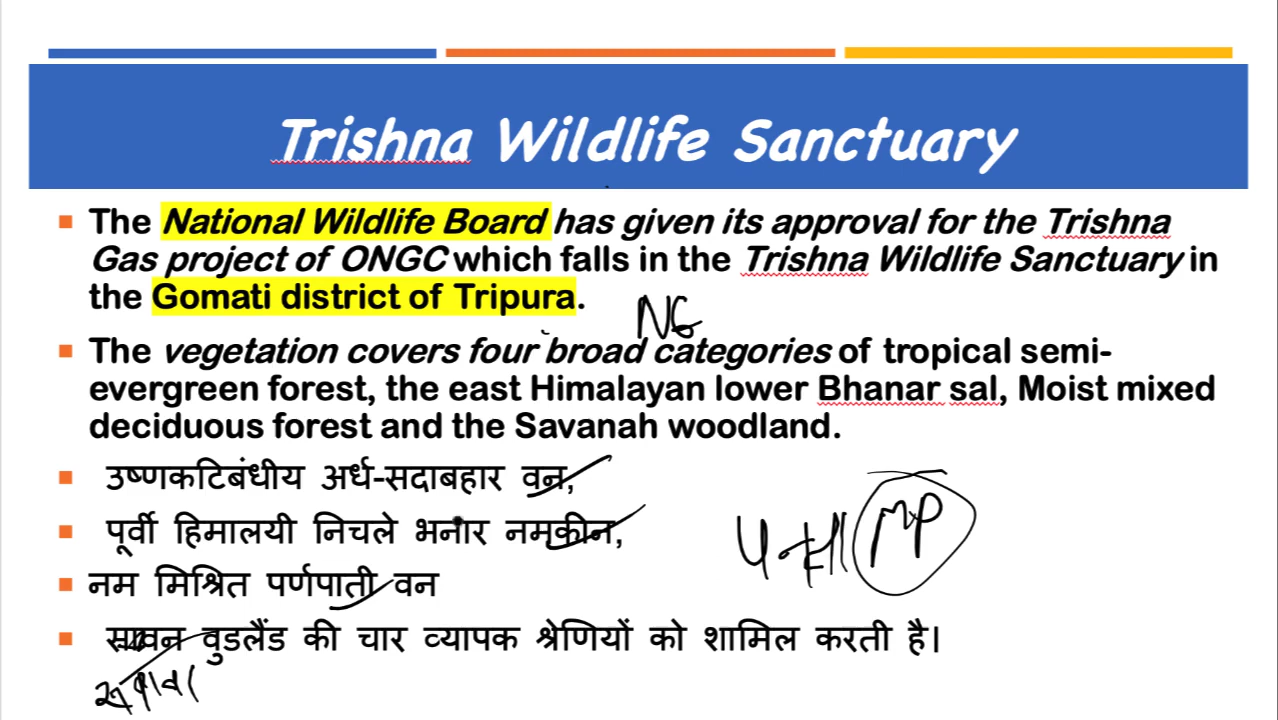 Trishna Wildlife Sanctuary
The National Wildlife Board has given its approval for the Trishna
Gas project of ONGC which falls in the Trishna Wildlife Sanctuary in
the Gomati district of Tripura.
NG
The vegetation covers four broad categories of tropical semi-
evergreen forest, the east Himalayan lower Bhanar sal, Moist mixed
deciduous forest and the Savanah woodland.
उष्णकटिबंधीय अर्ध-सदाबहार वन,
पूर्वी हिमालयी निचले भनार नमकीन,
MP
नम मिश्रित पर्णपाती वन
सावन वुडलैंड की चार व्यापक श्रेणियों को शामिल करती है।